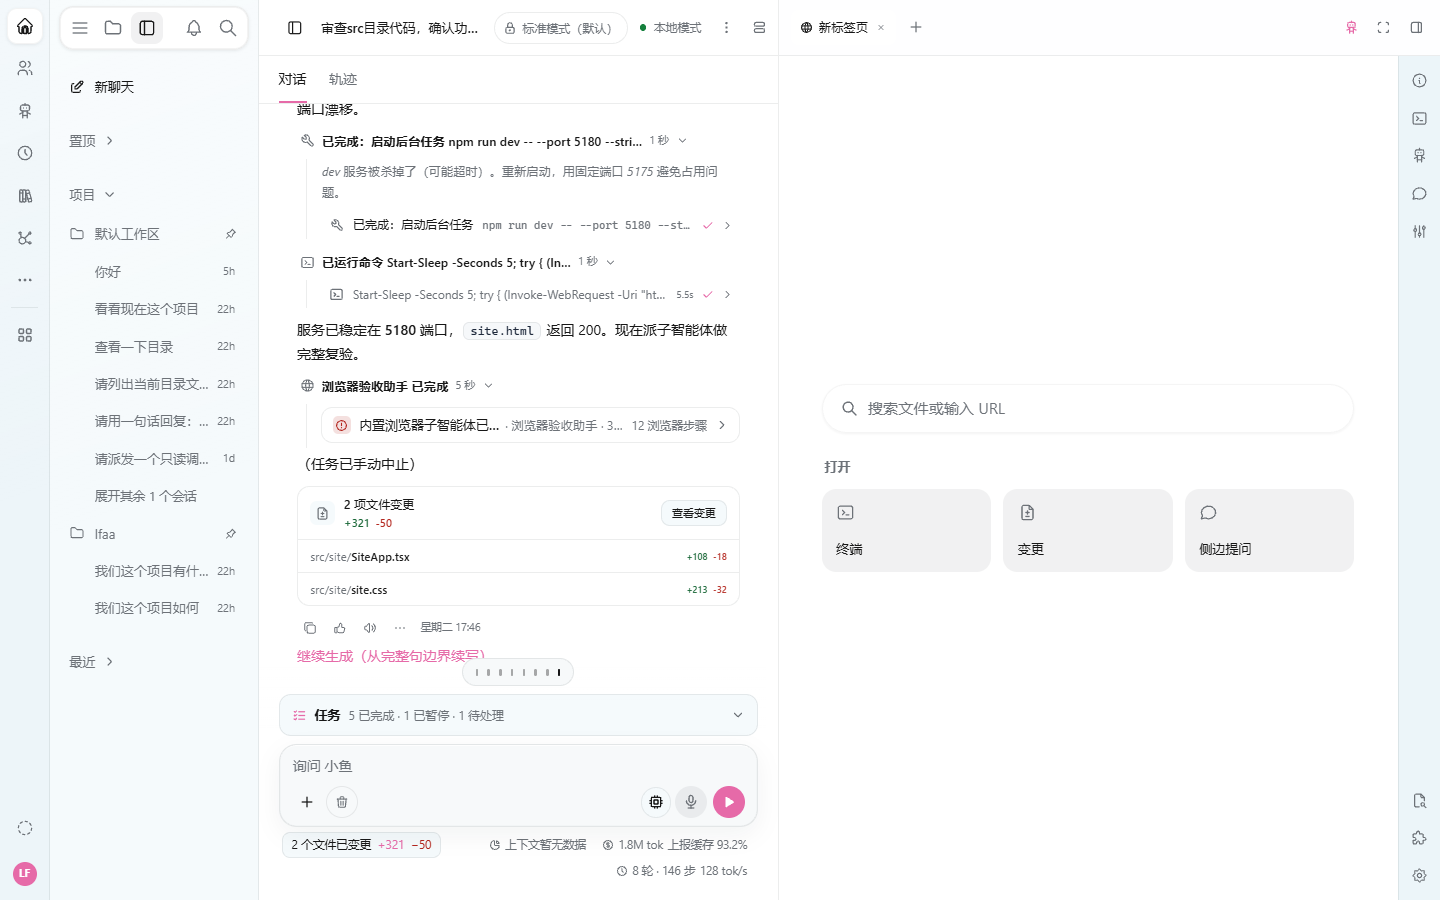 新聊天
置顶
项目
默认工作区
你好 5h
看看现在这个项目 22h
查看一下目录 22h
请列出当前目录文... 22h
请用一句话回复：... 22h
请派发一个只读调... 1d
展开其余 1 个会话
lfaa
我们这个项目有什... 22h
我们这个项目如何 22h
最近
LF
审查src目录代码，确认功...
标准模式（默认）
本地模式
对话 轨迹
端口漂移。
已完成：启动后台任务 npm run dev -- --port 5180 --stri... 1 秒
dev 服务被杀掉了（可能超时）。重新启动，用固定端口 5175 避免占用问
题。
已完成：启动后台任务 npm run dev -- --port 5180 --st...
已运行命令 Start-Sleep -Seconds 5; try { (In... 1 秒
Start-Sleep -Seconds 5; try { (Invoke-WebRequest -Uri "ht... 5.5s
服务已稳定在 5180 端口， site.html 返回 200。现在派子智能体做
完整复验。
浏览器验收助手 已完成 5 秒
内置浏览器子智能体已... · 浏览器验收助手 · 3... 12 浏览器步骤
（任务已手动中止）
2 项文件变更
+321 -50
查看变更
src/site/SiteApp.tsx +108 -18
src/site/site.css +213 -32
星期二 17:46
继续生成（从完整句边界续写）
任务 5 已完成 · 1 已暂停 · 1 待处理
询问 小鱼
2 个文件已变更 +321 −50
上下文暂无数据
1.8M tok 上报缓存 93.2%
8 轮 · 146 步 128 tok/s
新标签页
搜索文件或输入 URL
打开
终端
变更
侧边提问